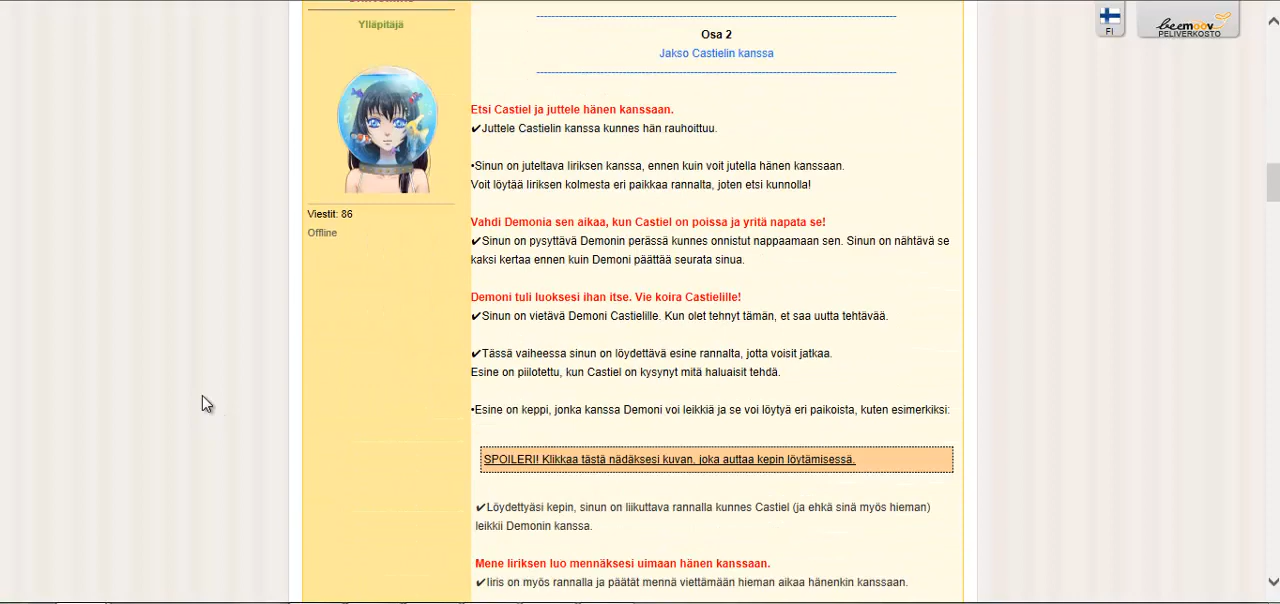 Ylläpitäjä
Viestit: 86
Offline
Osa 2
Jakso Castielin kanssa
Etsi Castiel ja juttele hänen kanssaan.
✔Juttele Castielin kanssa kunnes hän rauhoittuu.
•Sinun on juteltava Iiriksen kanssa, ennen kuin voit jutella hänen kanssaan.
Voit löytää Iiriksen kolmesta eri paikkaa rannalta, joten etsi kunnolla!
Vahdi Demonia sen aikaa, kun Castiel on poissa ja yritä napata se!
✔Sinun on pysyttävä Demonin perässä kunnes onnistut nappaamaan sen. Sinun on nähtävä se
kaksi kertaa ennen kuin Demoni päättää seurata sinua.
Demoni tuli luoksesi ihan itse. Vie koira Castielille!
✔Sinun on vietävä Demoni Castielille. Kun olet tehnyt tämän, et saa uutta tehtävää.
✔Tässä vaiheessa sinun on löydettävä esine rannalta, jotta voisit jatkaa.
Esine on piilotettu, kun Castiel on kysynyt mitä haluaisit tehdä.
•Esine on keppi, jonka kanssa Demoni voi leikkiä ja se voi löytyä eri paikoista, kuten esimerkiksi:
SPOILERI! Klikkaa tästä nädäksesi kuvan, joka auttaa kepin löytämisessä.
✔Löydettyäsi kepin, sinun on liikuttava rannalla kunnes Castiel (ja ehkä sinä myös hieman)
leikkii Demonin kanssa.
Mene Iiriksen luo mennäksesi uimaan hänen kanssaan.
✔Iiris on myös rannalla ja päätät mennä viettämään hieman aikaa hänenkin kanssaan.
FI
beemoov
PELIVERKOSTO